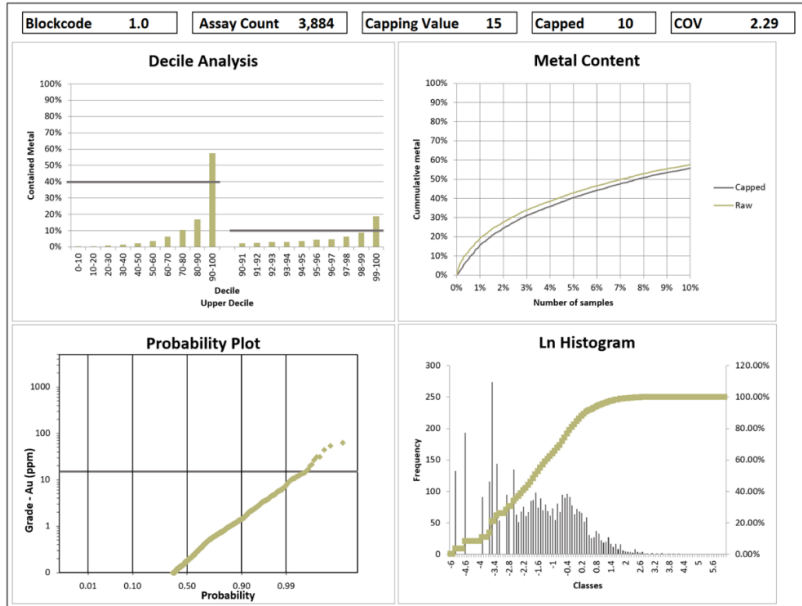 Blockcode 1.0 Assay Count 3,884 Capping Value 15 Capped 10 COV 2.29
Decile Analysis
100%
90%
80%
70%
60%
50%
40%
30%
20%
10%
0%
Contained Metal
0-10 10-20 20-30 30-40 40-50 50-60 60-70 70-80 80-90 90-100 90-91 91-92 92-93 93-94 94-95 95-96 96-97 97-98 98-99 99-100
Decile
Upper Decile
Metal Content
100%
90%
80%
70%
60%
50%
40%
30%
20%
10%
0%
Cummulative metal
0% 1% 2% 3% 4% 5% 6% 7% 8% 9% 10%
Number of samples
Capped
Raw
Probability Plot
1000
100
10
1
0
Grade - Au (ppm)
0.01 0.10 0.50 0.90 0.99
Probability
Ln Histogram
300
250
200
150
100
50
0
Frequency
120.00%
100.00%
80.00%
60.00%
40.00%
20.00%
0.00%
-6 -4.6 -4 -3.4 -2.8 -2.2 -1.6 -1 -0.4 0.2 0.8 1.4 2 2.6 3.2 3.8 4.4 5 5.6
Classes